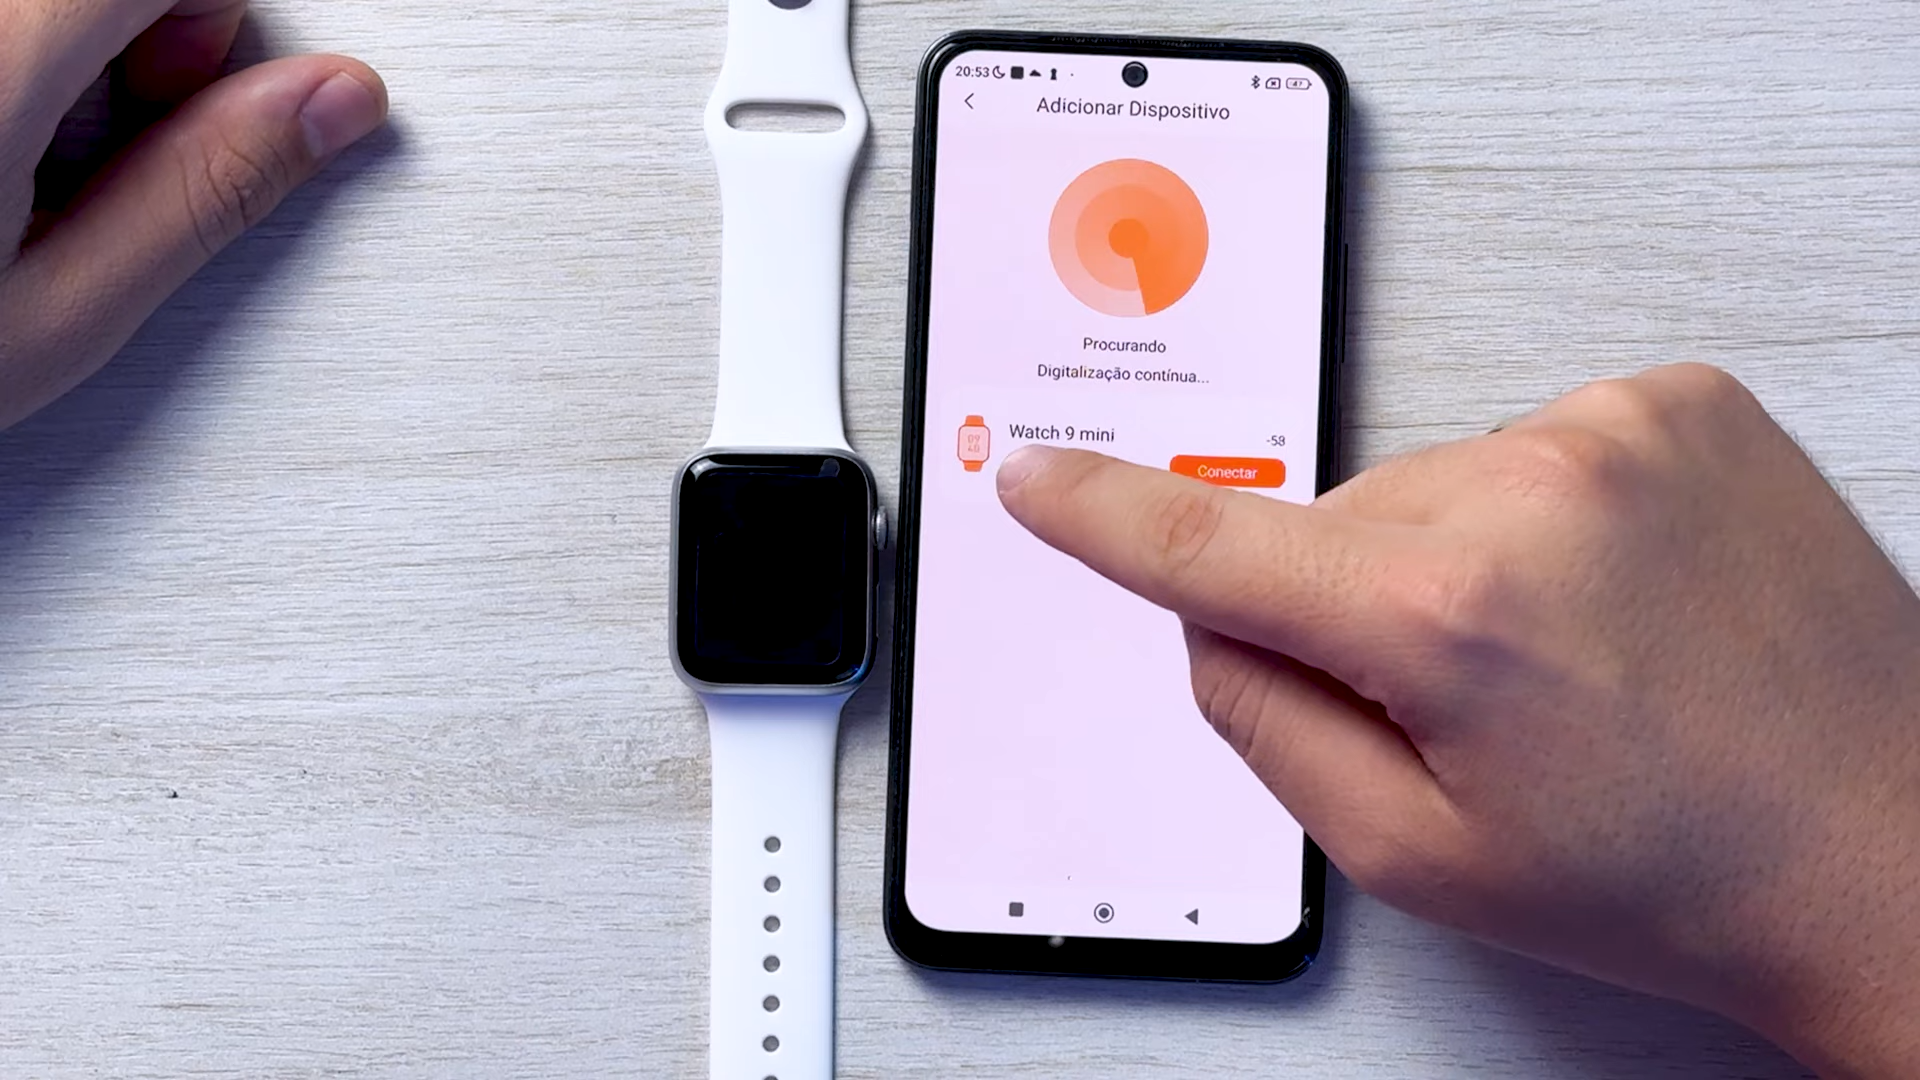 20:53
Adicionar Dispositivo
Procurando
Digitalização contínua...
Watch 9 mini
-58
Conectar